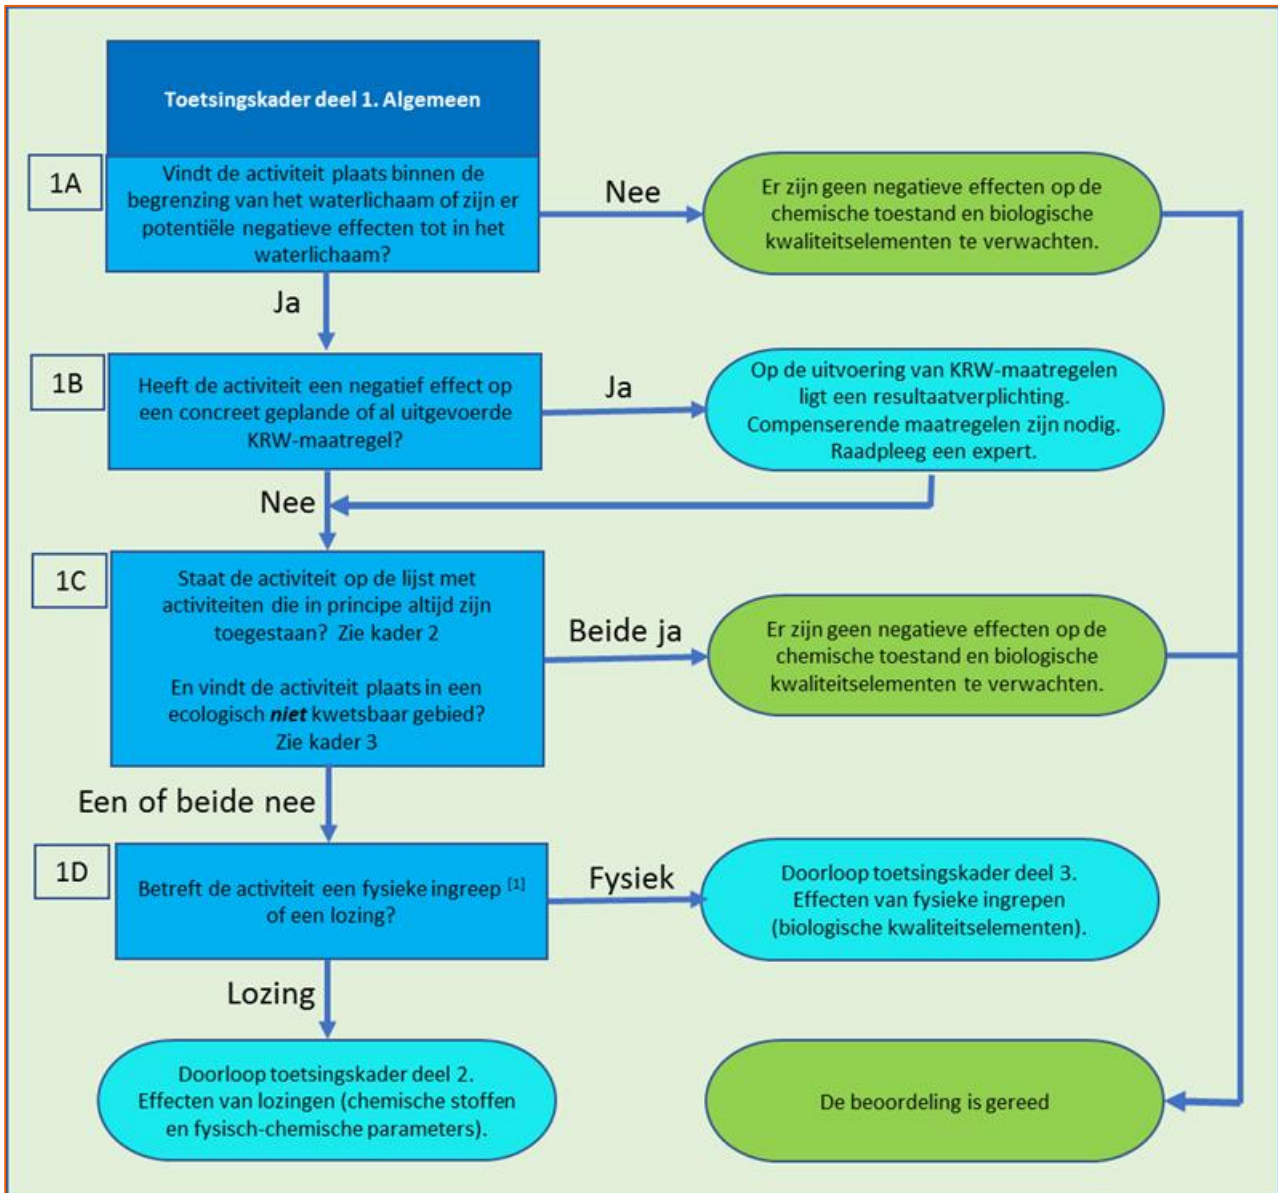 Toetsingskader deel 1. Algemeen
1A
Vindt de activiteit plaats binnen de
begrenzing van het waterlichaam of zijn er
potentiële negatieve effecten tot in het
waterlichaam?
Nee
Er zijn geen negatieve effecten op de
chemische toestand en biologische
kwaliteitselementen te verwachten.
Ja
1B
Heeft de activiteit een negatief effect op
een concreet geplande of al uitgevoerde
KRW-maatregel?
Ja
Op de uitvoering van KRW-maatregelen
ligt een resultaatverplichting.
Compenserende maatregelen zijn nodig.
Raadpleeg een expert.
Nee
1C
Staat de activiteit op de lijst met
activiteiten die in principe altijd zijn
toegestaan? Zie kader 2
En vindt de activiteit plaats in een
ecologisch niet kwetsbaar gebied?
Zie kader 3
Beide ja
Er zijn geen negatieve effecten op de
chemische toestand en biologische
kwaliteitselementen te verwachten.
Een of beide nee
1D
Betreft de activiteit een fysieke ingreep [1]
of een lozing?
Fysiek
Doorloop toetsingskader deel 3.
Effecten van fysieke ingrepen
(biologische kwaliteitselementen).
Lozing
Doorloop toetsingskader deel 2.
Effecten van lozingen (chemische stoffen
en fysisch-chemische parameters).
De beoordeling is gereed